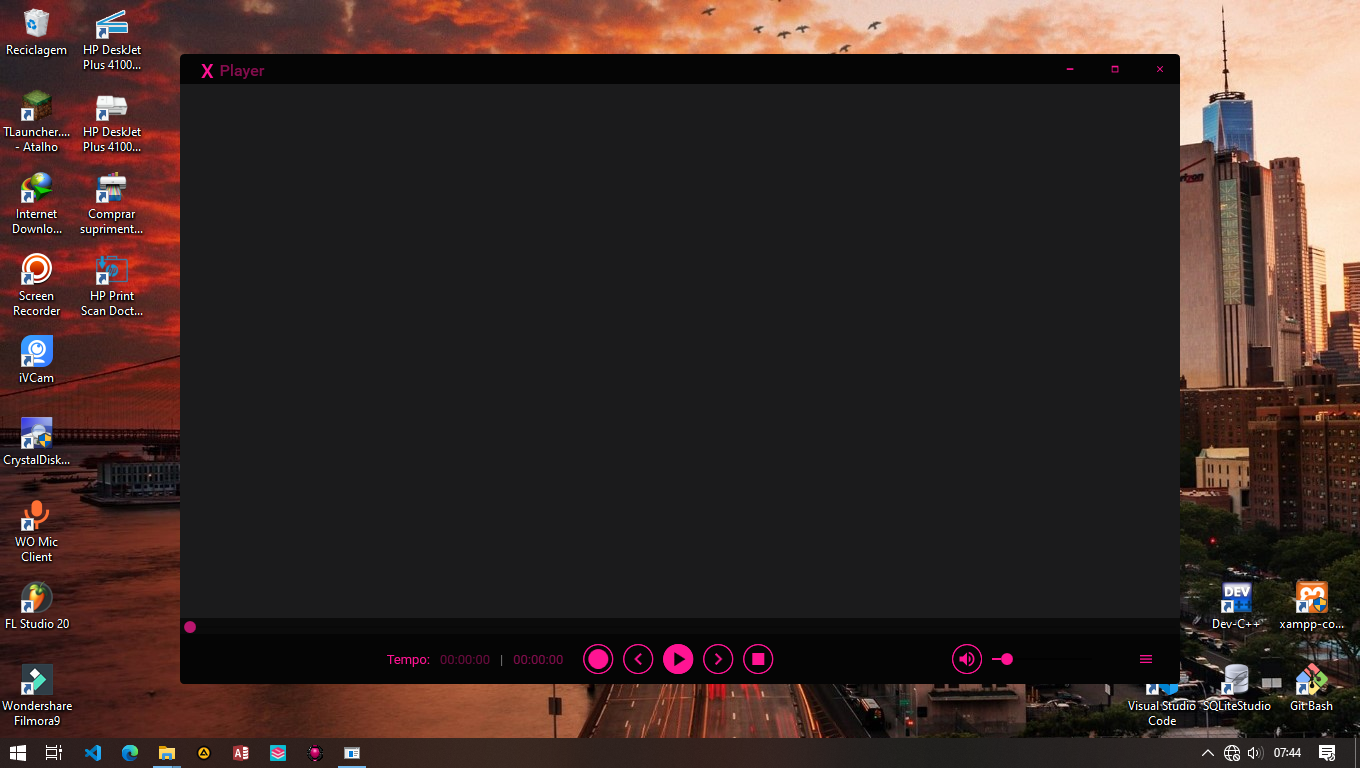 Reciclagem
HP DeskJet
Plus 4100...
TLauncher....
- Atalho
HP DeskJet
Plus 4100...
Internet
Downlo...
Comprar
supriment...
Screen
Recorder
HP Print
Scan Doct...
iVCam
CrystalDisk...
WO Mic
Client
FL Studio 20
Wondershare
Filmora9
X Player
Tempo: 00:00:00 | 00:00:00
DEV
Dev-C++
xampp-co...
Visual Studio
Code
SQLiteStudio
Git Bash
07:44